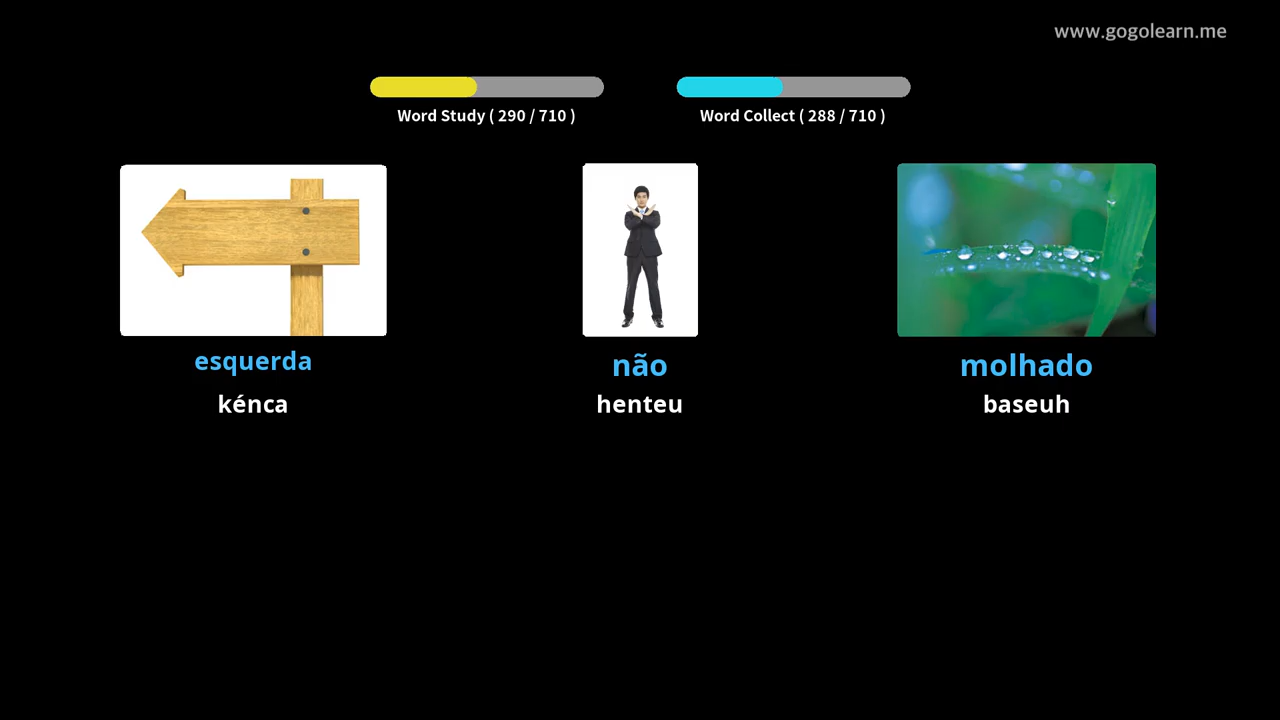 www.gogolearn.me
Word Study ( 290 / 710 )
Word Collect ( 288 / 710 )
esquerda
kénca
não
henteu
molhado
baseuh